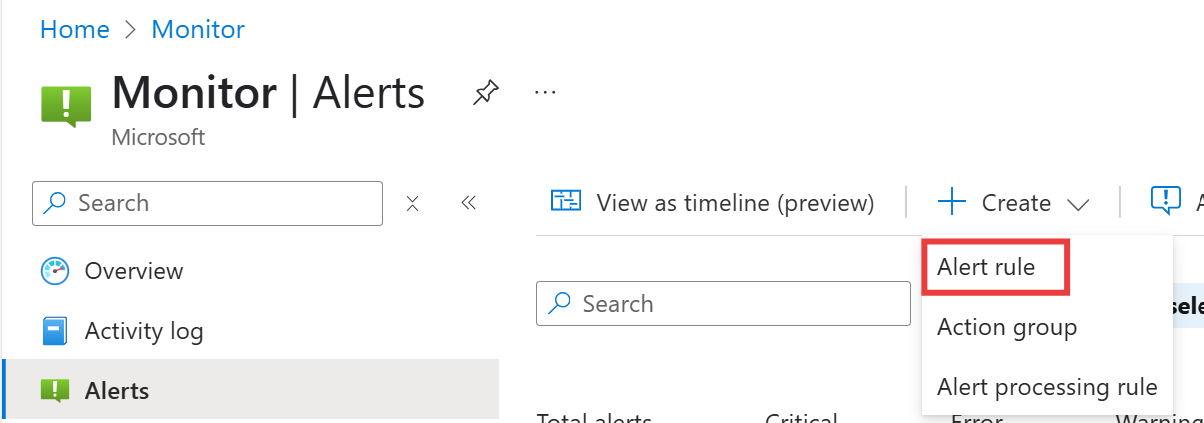 Home > Monitor
Monitor | Alerts ...
Microsoft
Search
View as timeline (preview)
Create
Overview
Activity log
Alerts
Search
Alert rule
Action group
Alert processing rule
Total alerts
Critical
Error
Warning